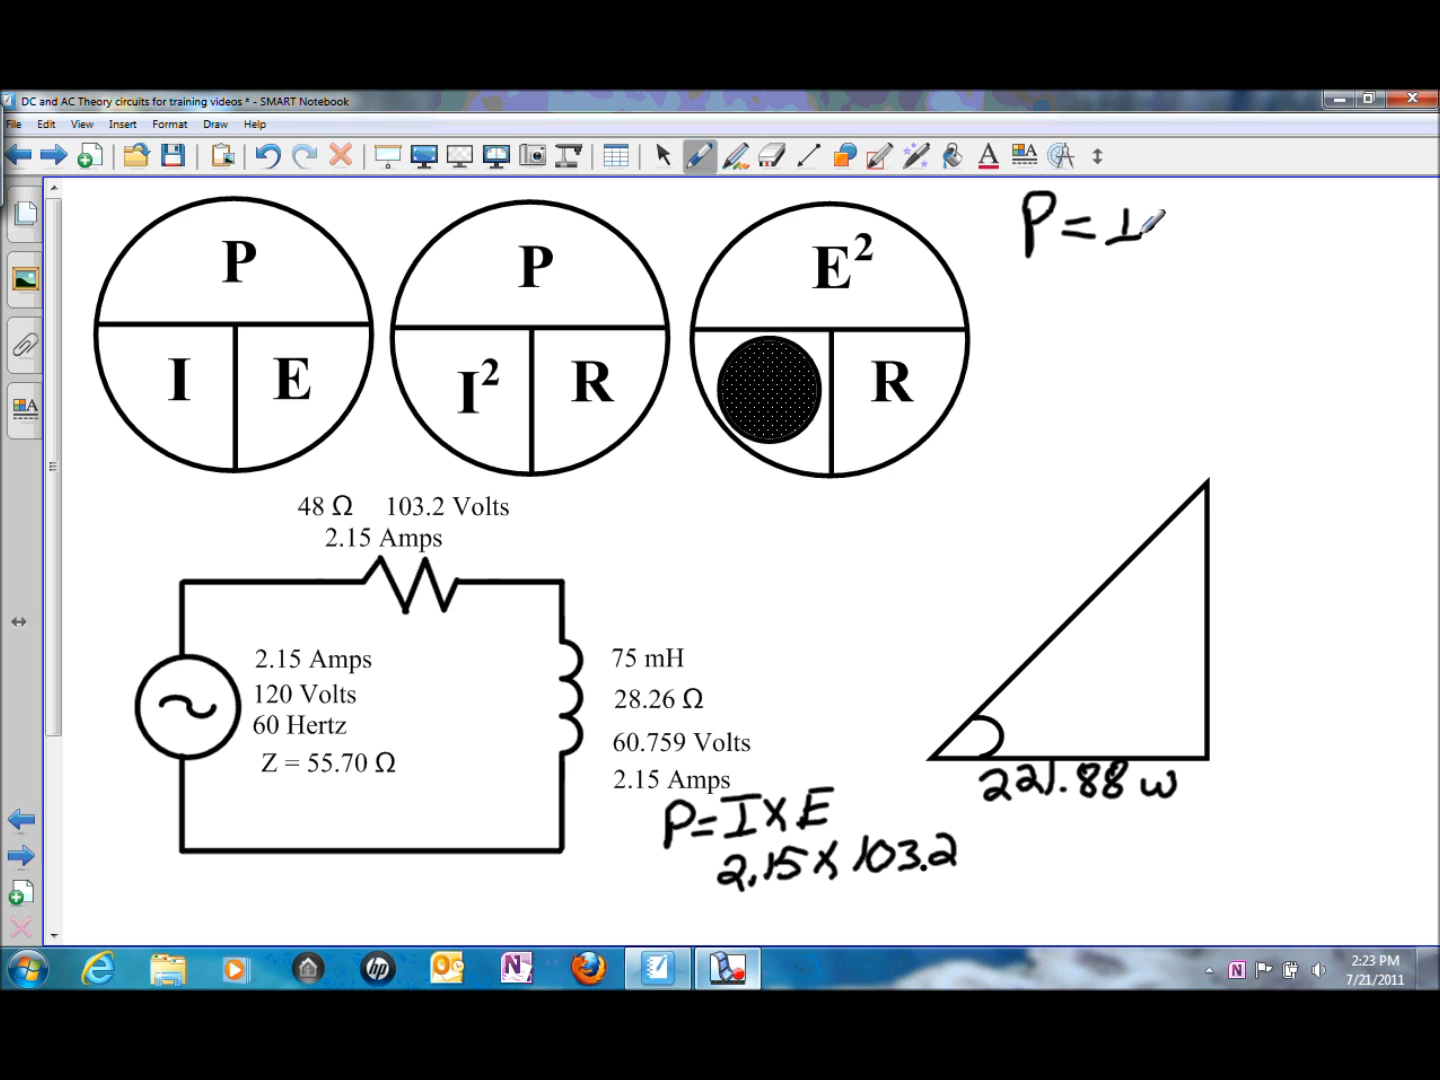 DC and AC Theory circuits for training videos * - SMART Notebook
File Edit View Insert Format Draw Help
P
I E
P
I² R
E²
R
P = I
48 Ω 103.2 Volts
2.15 Amps
2.15 Amps
120 Volts
60 Hertz
Z = 55.70 Ω
75 mH
28.26 Ω
60.759 Volts
2.15 Amps
221.88 w
P = I X E
2.15 X 103.2
2:23 PM
7/21/2011